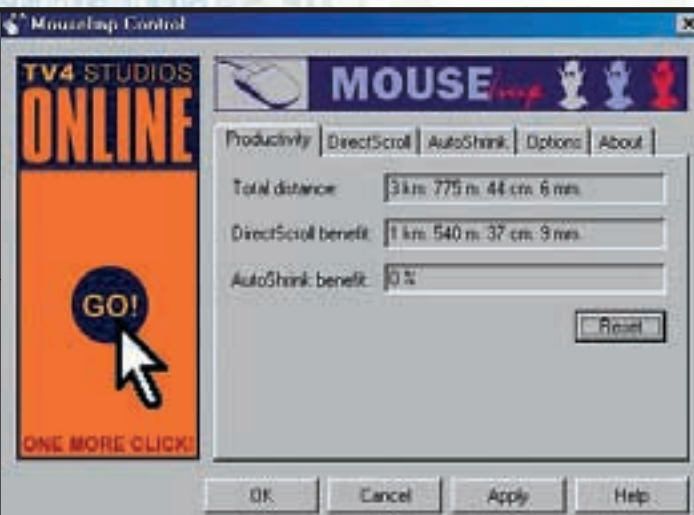 MouseImp Control
TV4 STUDIOS
ONLINE
GO!
ONE MORE CLICK!
MOUSE Imp
Productivity DirectScroll AutoShrink Options About
Total distance: 3 km. 775 m. 44 cm. 6 mm.
DirectScroll benefit: 1 km. 540 m. 37 cm. 9 mm.
AutoShrink benefit: 0 %
Reset
OK Cancel Apply Help